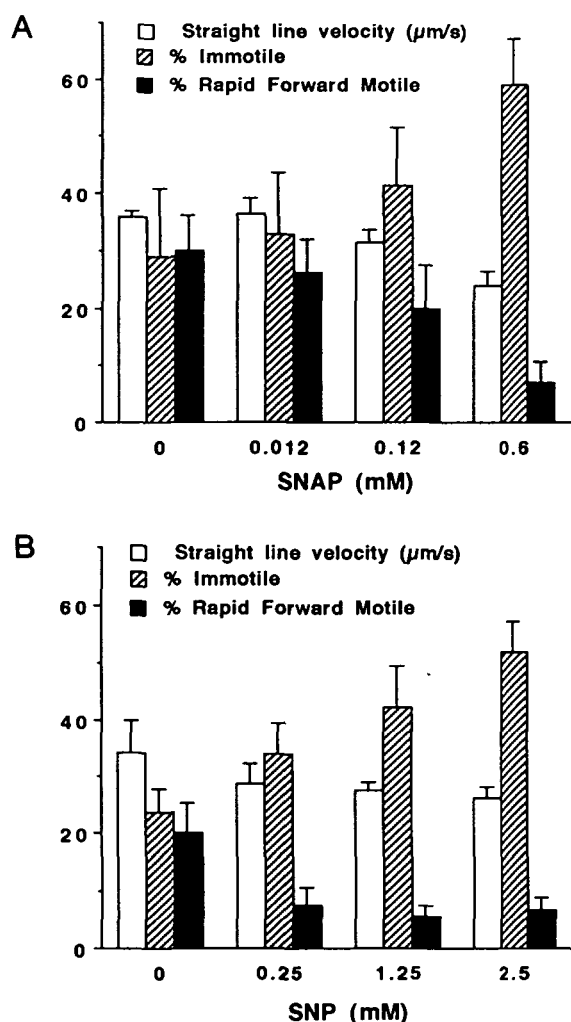 A
Straight line velocity (µm/s)
% Immotile
% Rapid Forward Motile
60
40
20
0
0 0.012 0.12 0.6
SNAP (mM)
B
Straight line velocity (µm/s)
% Immotile
% Rapid Forward Motile
60
40
20
0
0 0.25 1.25 2.5
SNP (mM)